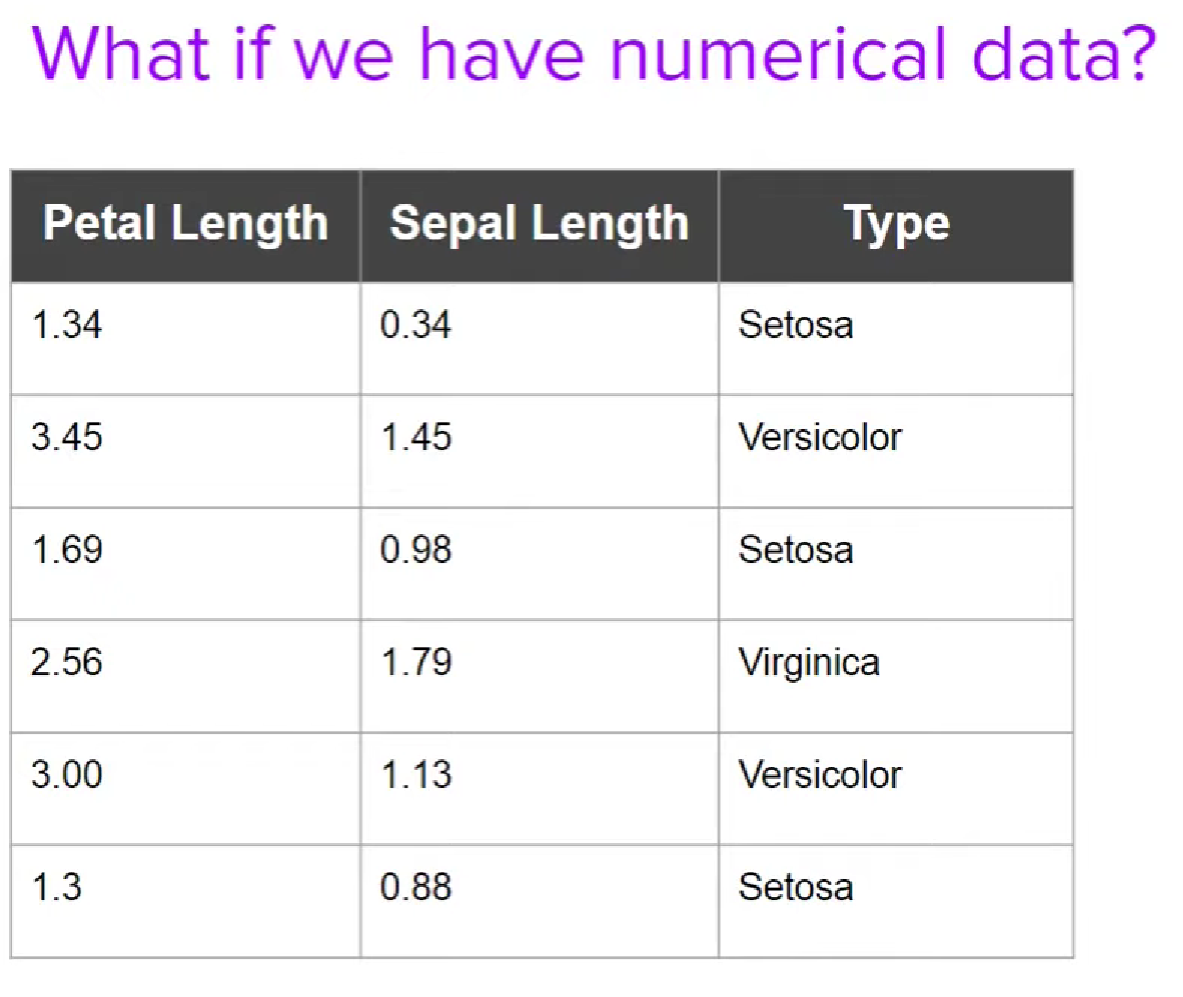 What if we have numerical data?
Petal Length Sepal Length Type
1.34 0.34 Setosa
3.45 1.45 Versicolor
1.69 0.98 Setosa
2.56 1.79 Virginica
3.00 1.13 Versicolor
1.3 0.88 Setosa